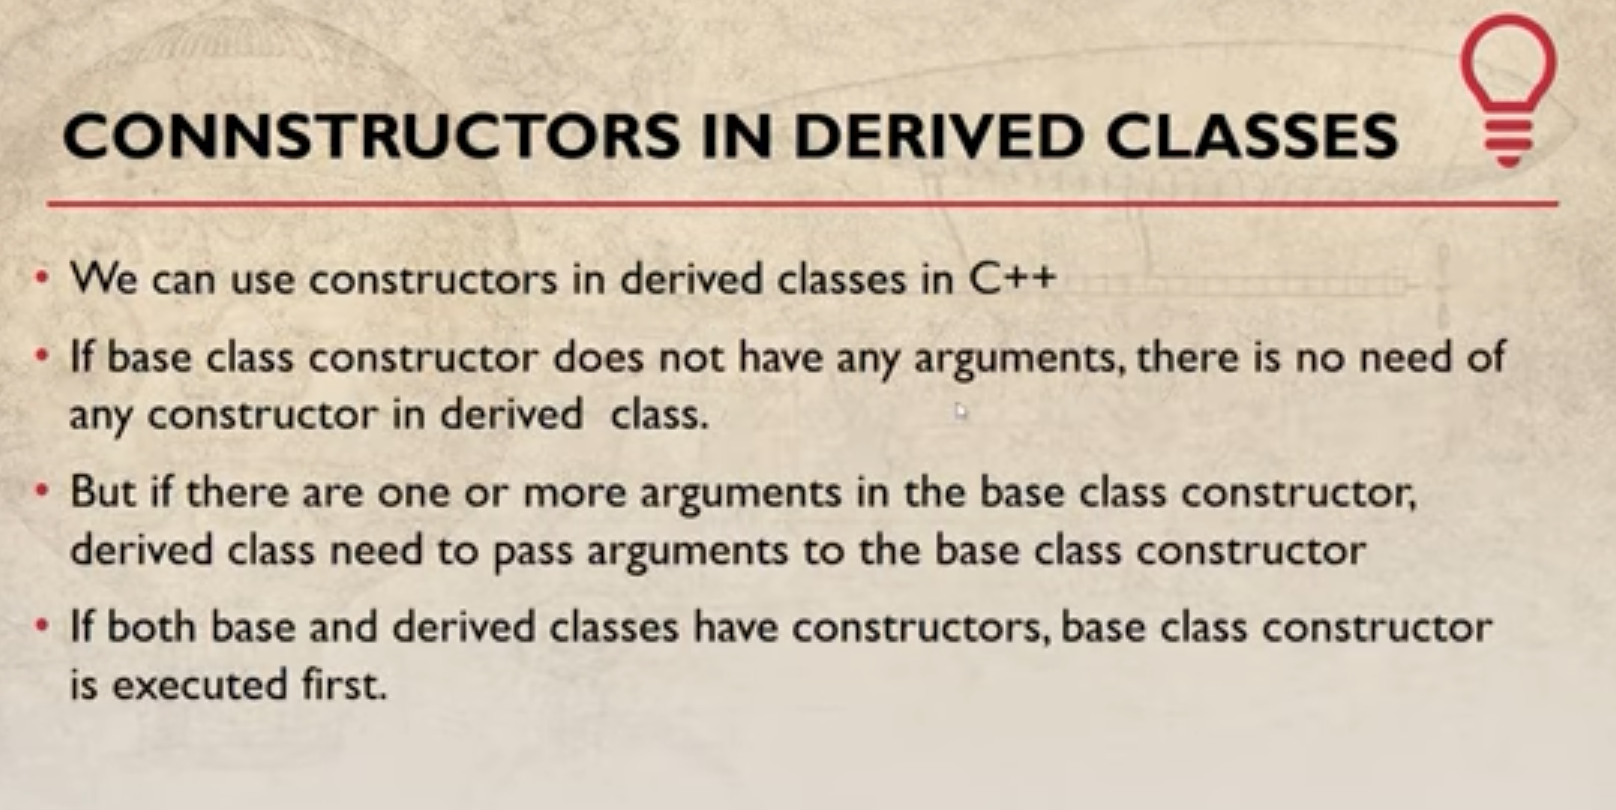 CONNSTRUCTORS IN DERIVED CLASSES
• We can use constructors in derived classes in C++
• If base class constructor does not have any arguments, there is no need of
any constructor in derived  class.
• But if there are one or more arguments in the base class constructor,
derived class need to pass arguments to the base class constructor
• If both base and derived classes have constructors, base class constructor
is executed first.